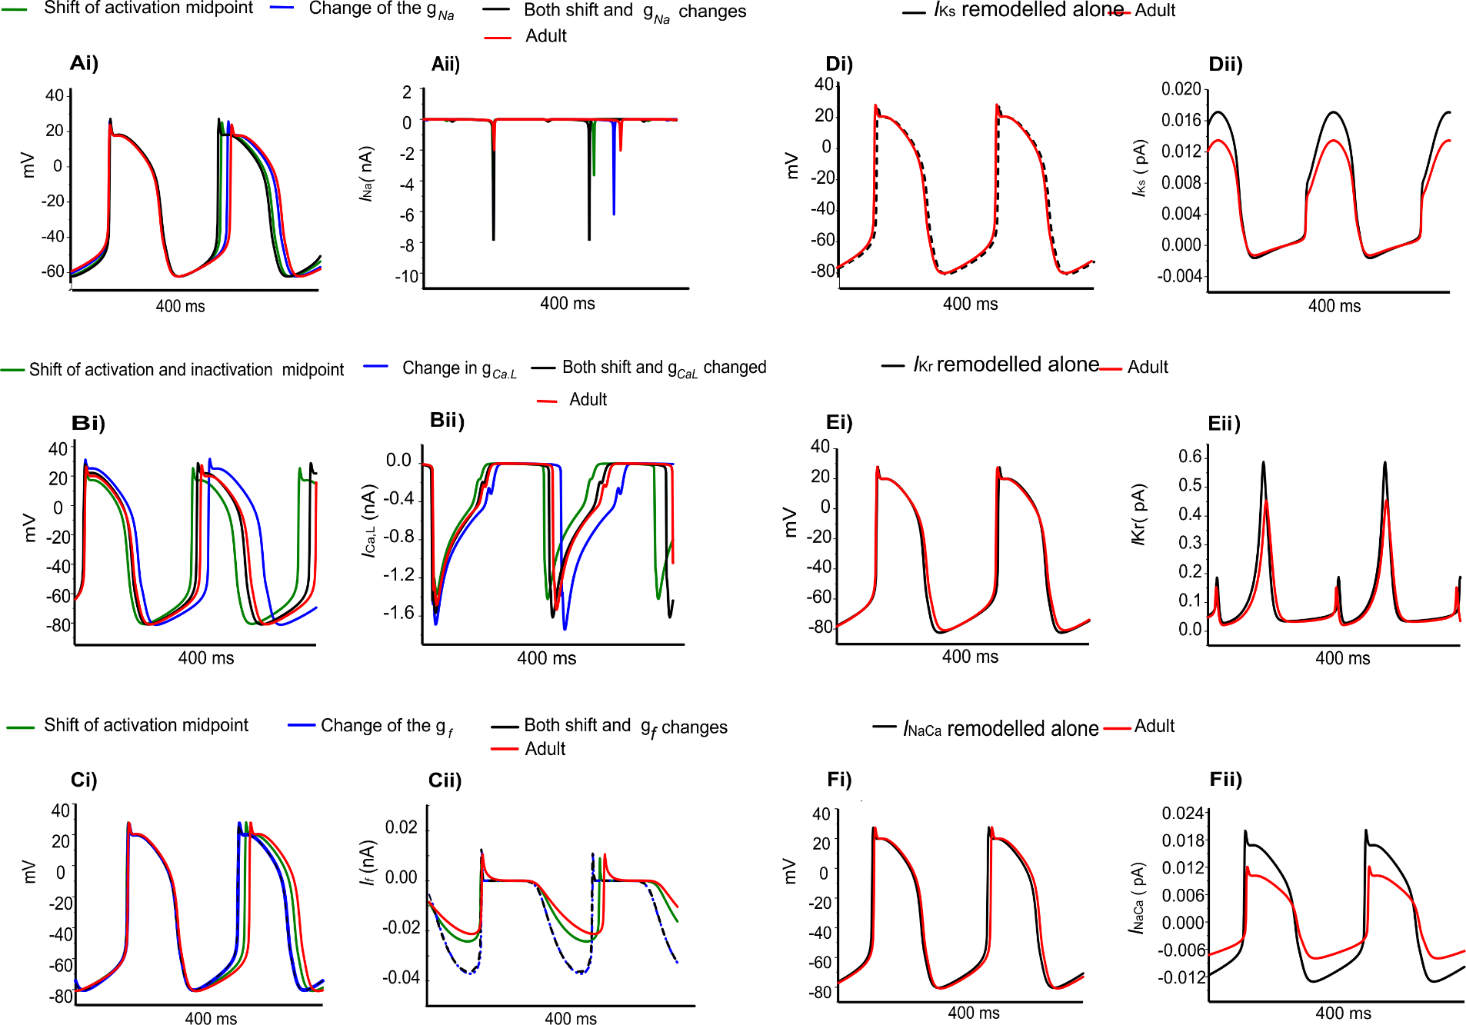 Shift of activation midpoint
Change of the gNa
Both shift and gNa changes
Adult
IKs remodelled alone
Adult
Ai)
40
20
0
-20
-40
-60
mV
400 ms
Aii)
2
0
-2
-4
-6
-8
-10
INa( nA)
400 ms
Di)
40
20
0
-20
-40
-60
-80
mV
400 ms
Dii)
0.020
0.016
0.012
0.008
0.004
0.000
-0.004
IKs ( pA)
400 ms
Shift of activation and inactivation midpoint
Change in gCa.L
Both shift and gCaL changed
Adult
IKr remodelled alone
Adult
Bi)
40
20
0
-20
-40
-60
-80
mV
400 ms
Bii)
0.0
-0.4
-0.8
-1.2
-1.6
ICa,L (nA)
400 ms
Ei)
40
20
0
-20
-40
-60
-80
mV
400 ms
Eii)
0.6
0.5
0.4
0.3
0.2
0.1
0.0
IKr( pA)
400 ms
Shift of activation midpoint
Change of the gf
Both shift and gf changes
Adult
INaCa remodelled alone
Adult
Ci)
40
20
0
-20
-40
-60
-80
mV
400 ms
Cii)
0.02
0.00
-0.02
-0.04
If (nA)
400 ms
Fi)
40
20
0
-20
-40
-60
-80
mV
400 ms
Fii)
0.024
0.018
0.012
0.006
0.000
-0.006
-0.012
INaCa ( pA)
400 ms